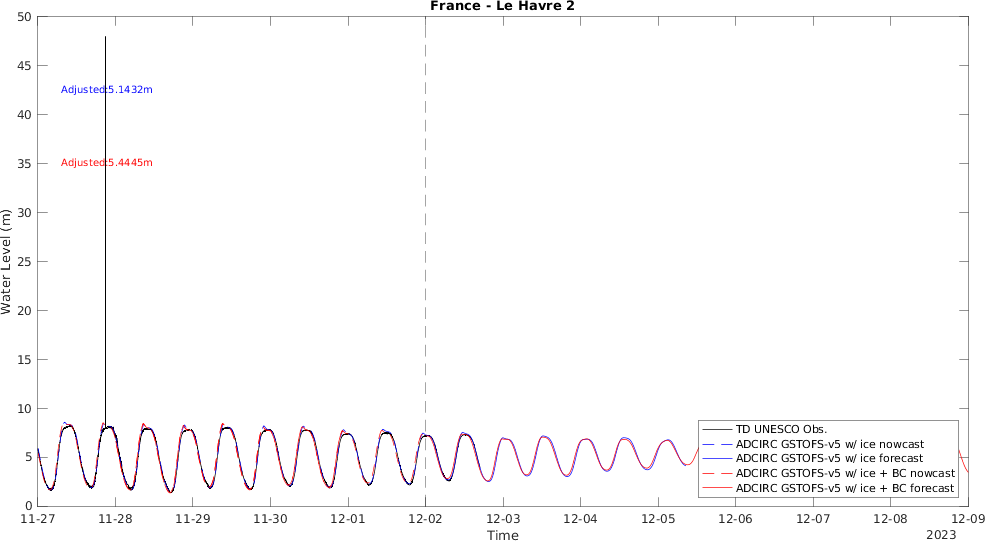 France - Le Havre 2
50
45
40
35
30
25
20
15
10
5
0
Water Level (m)
Adjusted:5.1432m
Adjusted:5.4445m
TD UNESCO Obs.
ADCIRC GSTOFS-v5 w/ ice nowcast
ADCIRC GSTOFS-v5 w/ ice forecast
ADCIRC GSTOFS-v5 w/ ice + BC nowcast
ADCIRC GSTOFS-v5 w/ ice + BC forecast
11-27 11-28 11-29 11-30 12-01 12-02 12-03 12-04 12-05 12-06 12-07 12-08 12-09
Time
2023